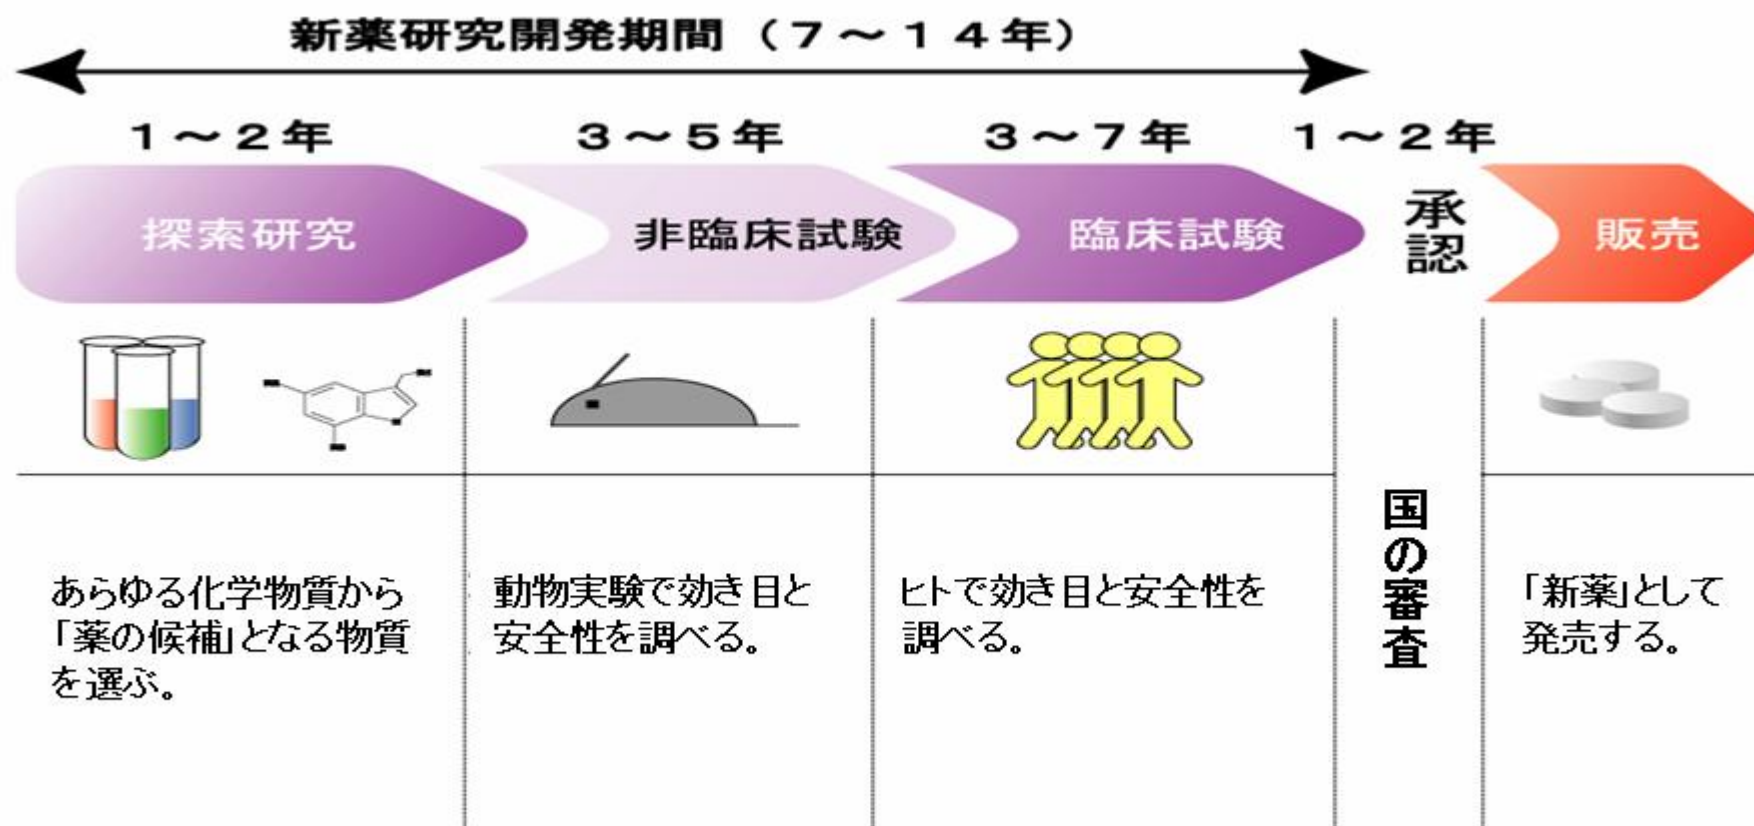 新薬研究開発期間（７～１４年）
１～２年
３～５年
３～７年
１～２年
探索研究
非臨床試験
臨床試験
承認
販売
あらゆる化学物質から
「薬の候補」となる物質
を選ぶ。
動物実験で効き目と
安全性を調べる。
ヒトで効き目と安全性を
調べる。
国の審査
「新薬」として
発売する。